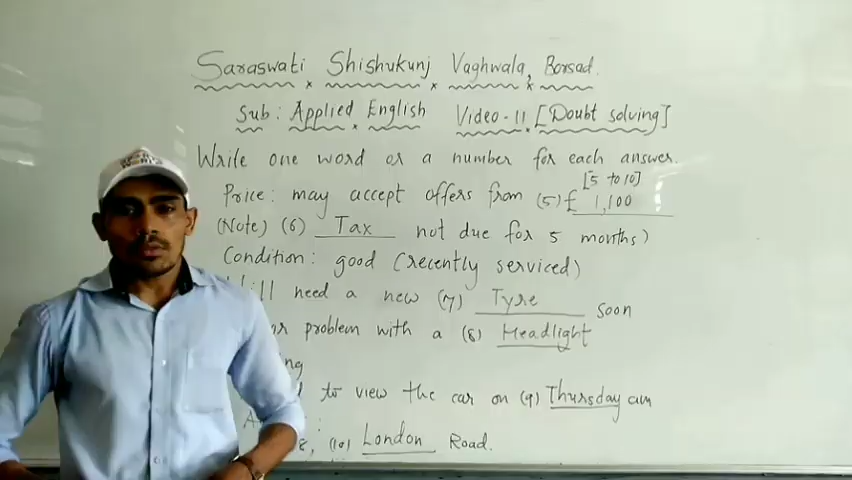 Saraswati Shishukunj Vaghwala, Borsad.
Sub: Applied English Video-11 [Doubt solving]
Write one word or a number for each answer.
[5 to 10]
Price: may accept offers from (5) £ 1,100
(Note) (6) Tax not due for 5 months)
Condition: good (recently serviced)
need a new (7) Tyre soon
problem with a (8) Headlight
to view the car on (9) Thursday am
(10) London Road.